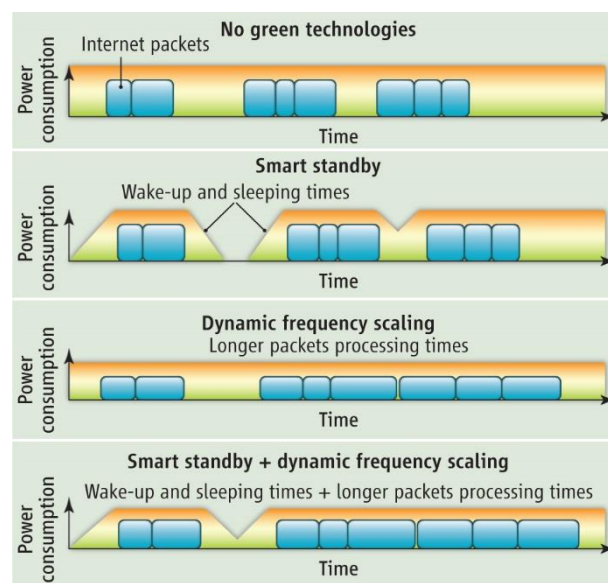 No green technologies
Internet packets
Power
consumption
Time
Smart standby
Wake-up and sleeping times
Power
consumption
Time
Dynamic frequency scaling
Longer packets processing times
Power
consumption
Time
Smart standby + dynamic frequency scaling
Wake-up and sleeping times + longer packets processing times
Power
consumption
Time